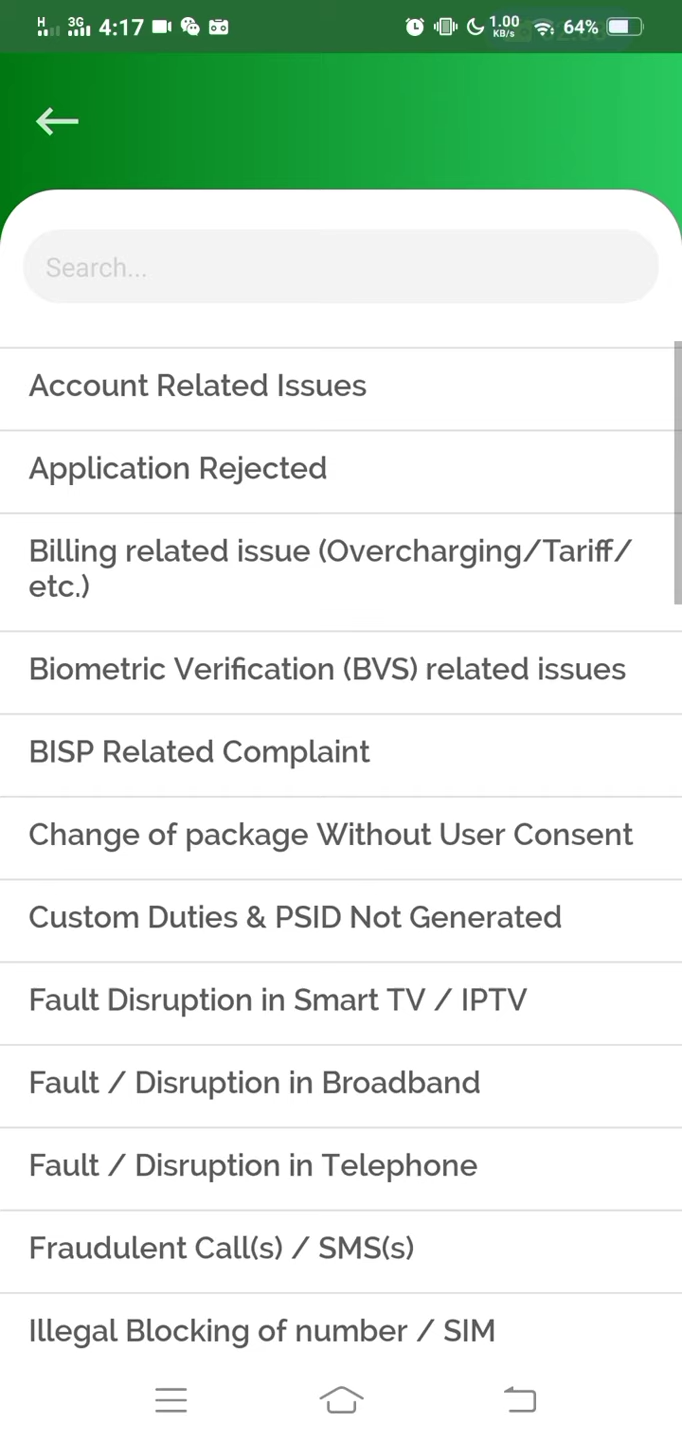 H 3G 4:17 1.00 KB/s 64%
Search...
Account Related Issues
Application Rejected
Billing related issue (Overcharging/Tariff/
etc.)
Biometric Verification (BVS) related issues
BISP Related Complaint
Change of package Without User Consent
Custom Duties & PSID Not Generated
Fault Disruption in Smart TV / IPTV
Fault / Disruption in Broadband
Fault / Disruption in Telephone
Fraudulent Call(s) / SMS(s)
Illegal Blocking of number / SIM